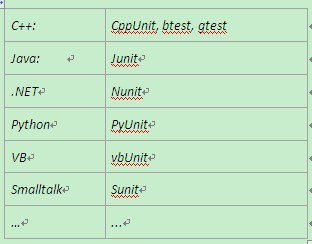 C++: CppUnit, btest, gtest
Java: Junit
.NET Nunit
Python PyUnit
VB vbUnit
Smalltalk Sunit
... ...